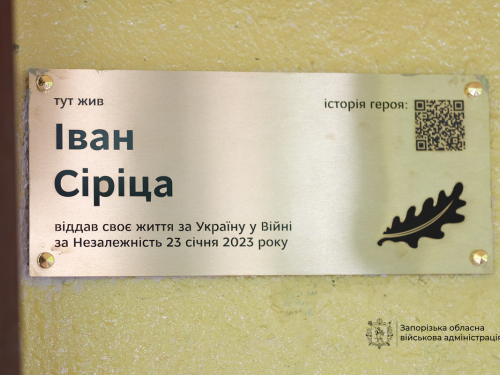 тут жив
історія героя:
Іван
Сіріца
віддав своє життя за Україну у Війні
за Незалежність 23 січня 2023 року
Запорізька обласна
військова адміністрація